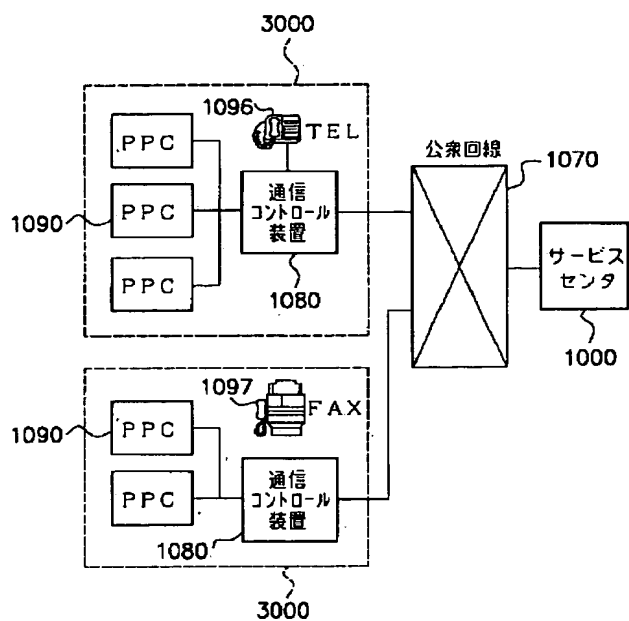 3000
1096
TEL
PPC
PPC
PPC
1090
通信
コントロール
装置
1080
公衆回線
1070
サービス
センタ
1000
1097
FAX
PPC
1090
PPC
通信
コントロール
装置
1080
3000